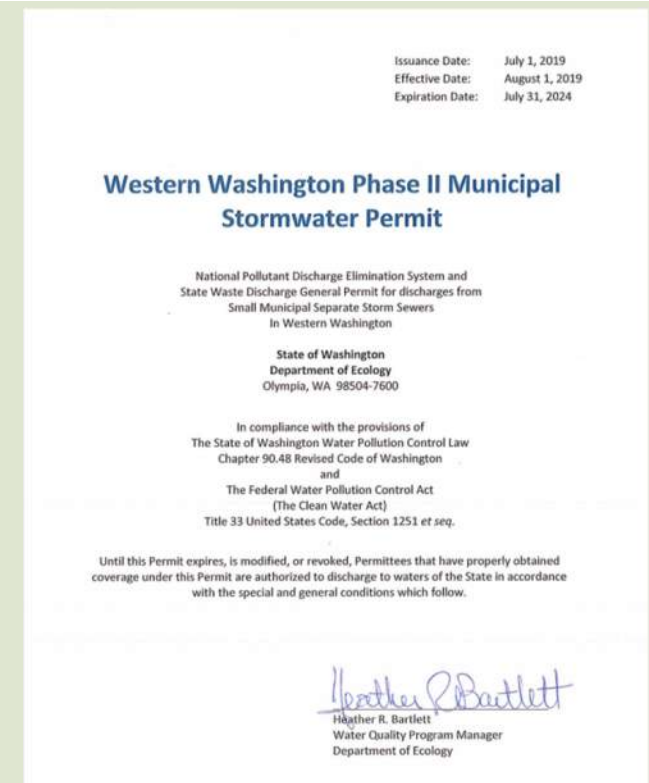 Issuance Date: July 1, 2019
Effective Date: August 1, 2019
Expiration Date: July 31, 2024
Western Washington Phase II Municipal
Stormwater Permit
National Pollutant Discharge Elimination System and
State Waste Discharge General Permit for discharges from
Small Municipal Separate Storm Sewers
In Western Washington
State of Washington
Department of Ecology
Olympia, WA 98504-7600
In compliance with the provisions of
The State of Washington Water Pollution Control Law
Chapter 90.48 Revised Code of Washington
and
The Federal Water Pollution Control Act
(The Clean Water Act)
Title 33 United States Code, Section 1251 et seq.
Until this Permit expires, is modified, or revoked, Permittees that have properly obtained
coverage under this Permit are authorized to discharge to waters of the State in accordance
with the special and general conditions which follow.
Heather R Bartlett
Heather R. Bartlett
Water Quality Program Manager
Department of Ecology